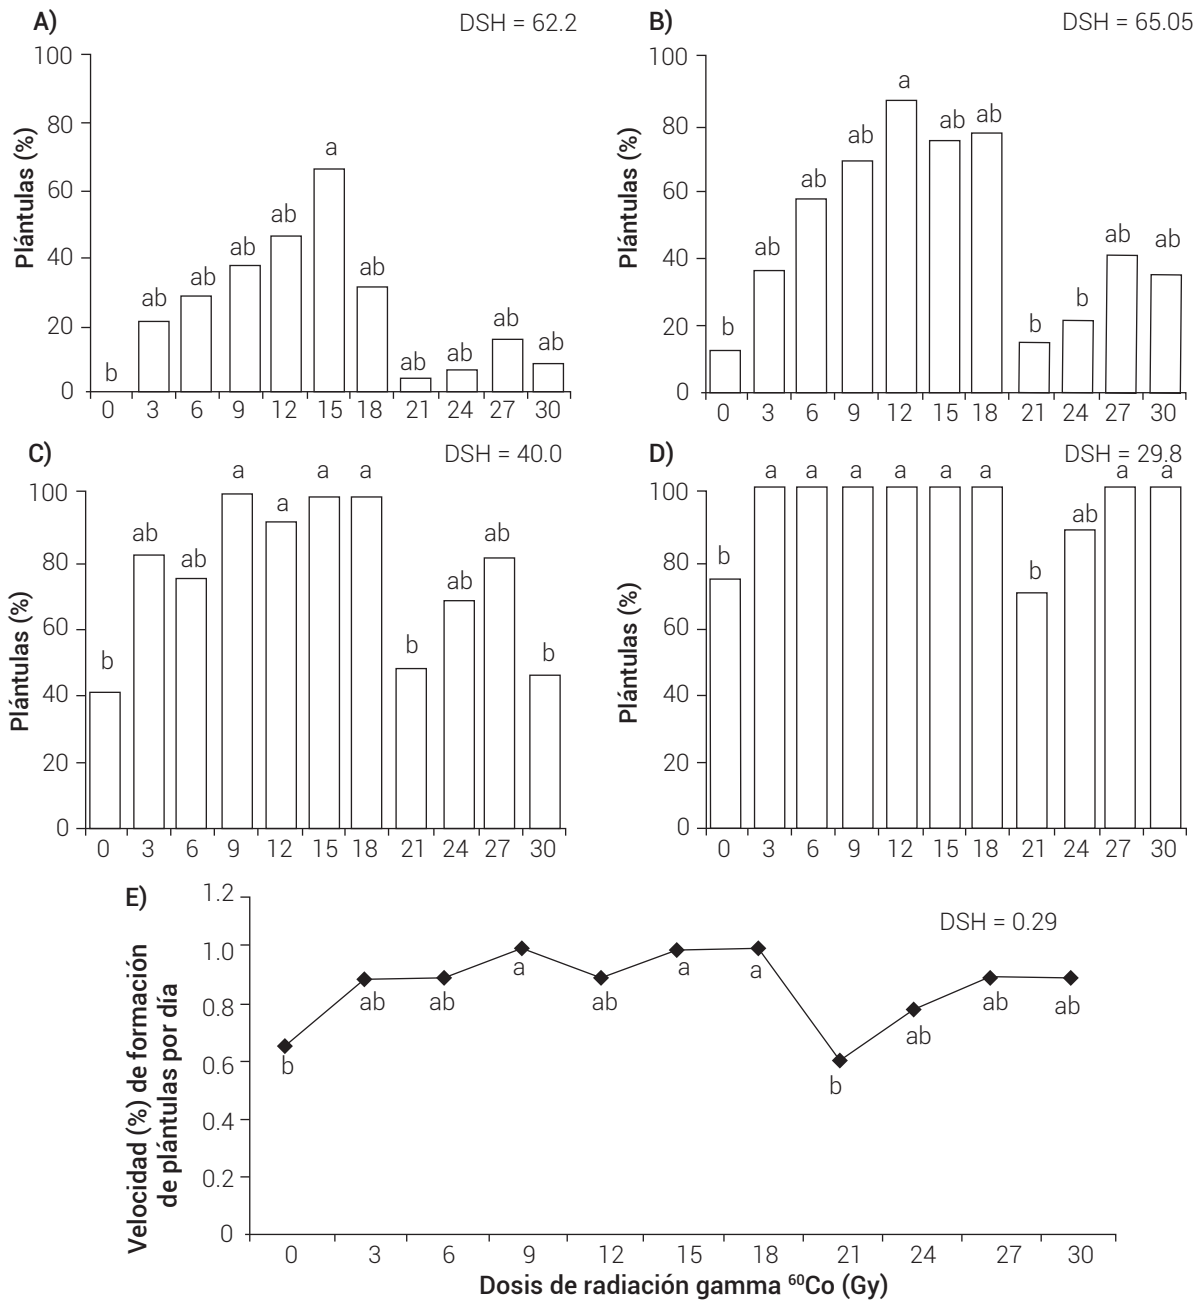 A)
DSH = 62.2
Plántulas (%)
100
80
60
40
20
0
b ab ab ab ab a ab ab ab ab ab
0 3 6 9 12 15 18 21 24 27 30
B)
DSH = 65.05
Plántulas (%)
100
80
60
40
20
0
b ab ab ab a ab ab b b ab ab
0 3 6 9 12 15 18 21 24 27 30
C)
DSH = 40.0
Plántulas (%)
100
80
60
40
20
0
b ab ab a a a a b ab ab b
0 3 6 9 12 15 18 21 24 27 30
D)
DSH = 29.8
Plántulas (%)
100
80
60
40
20
0
b a a a a a a b ab a a
0 3 6 9 12 15 18 21 24 27 30
E)
DSH = 0.29
Velocidad (%) de formación
de plántulas por día
1.2
1.0
0.8
0.6
0.4
0.2
0
b ab ab a ab a a b ab ab ab
0 3 6 9 12 15 18 21 24 27 30
Dosis de radiación gamma ⁶⁰Co (Gy)